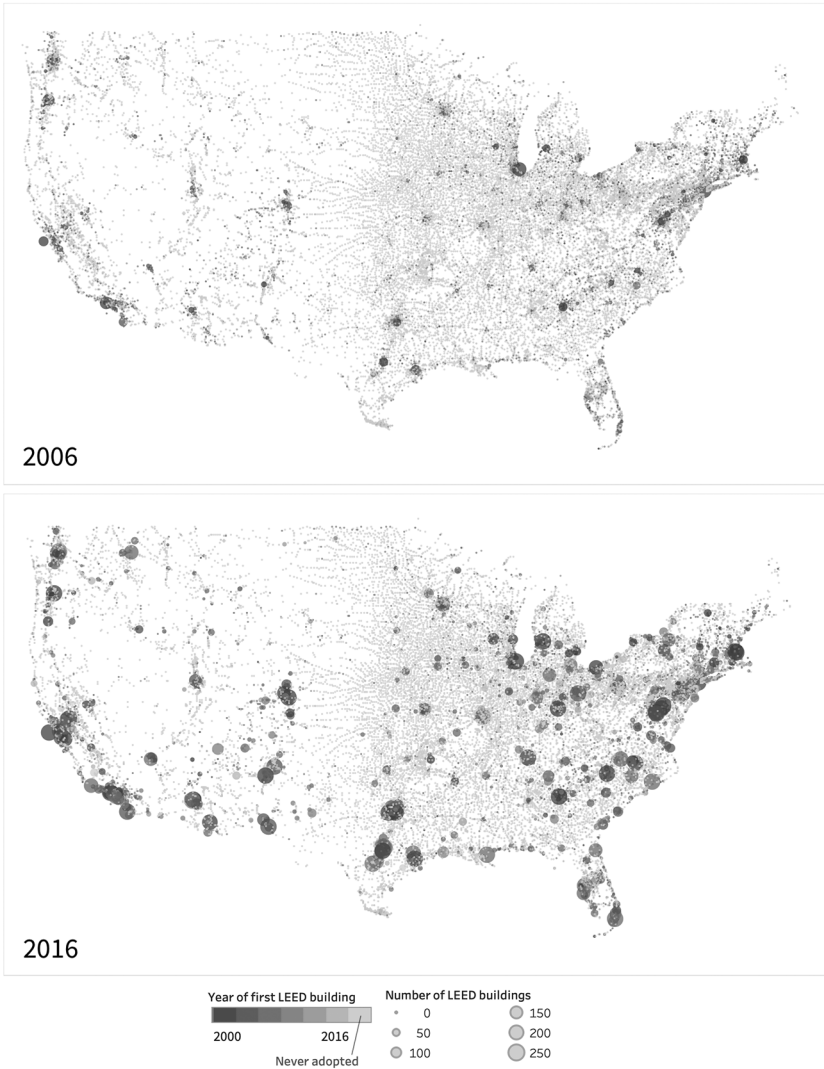 2006
2016
Year of first LEED building
2000 2016
Never adopted
Number of LEED buildings
0 150
50 200
100 250